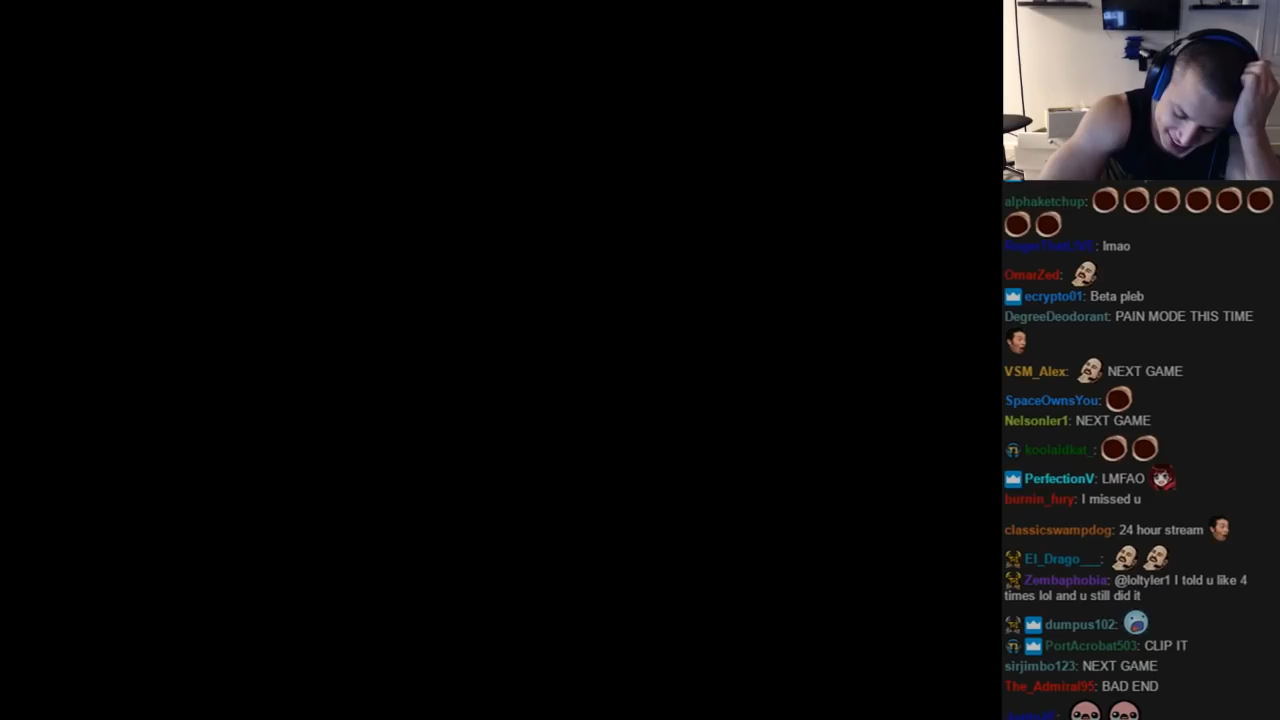 alphaketchup:
: lmao
OmarZed:
ecrypto01: Beta pleb
DegreeDeodorant: PAIN MODE THIS TIME
VSM_Alex: NEXT GAME
SpaceOwnsYou:
Nelsonler1: NEXT GAME
koolaidkat_:
PerfectionV: LMFAO
burnin_fury: I missed u
classicswampdog: 24 hour stream
El_Drago___:
Zembaphobia: @loltyler1 I told u like 4
times lol and u still did it
dumpus102:
PortAcrobat503: CLIP IT
sirjimbo123: NEXT GAME
The_Admiral95: BAD END